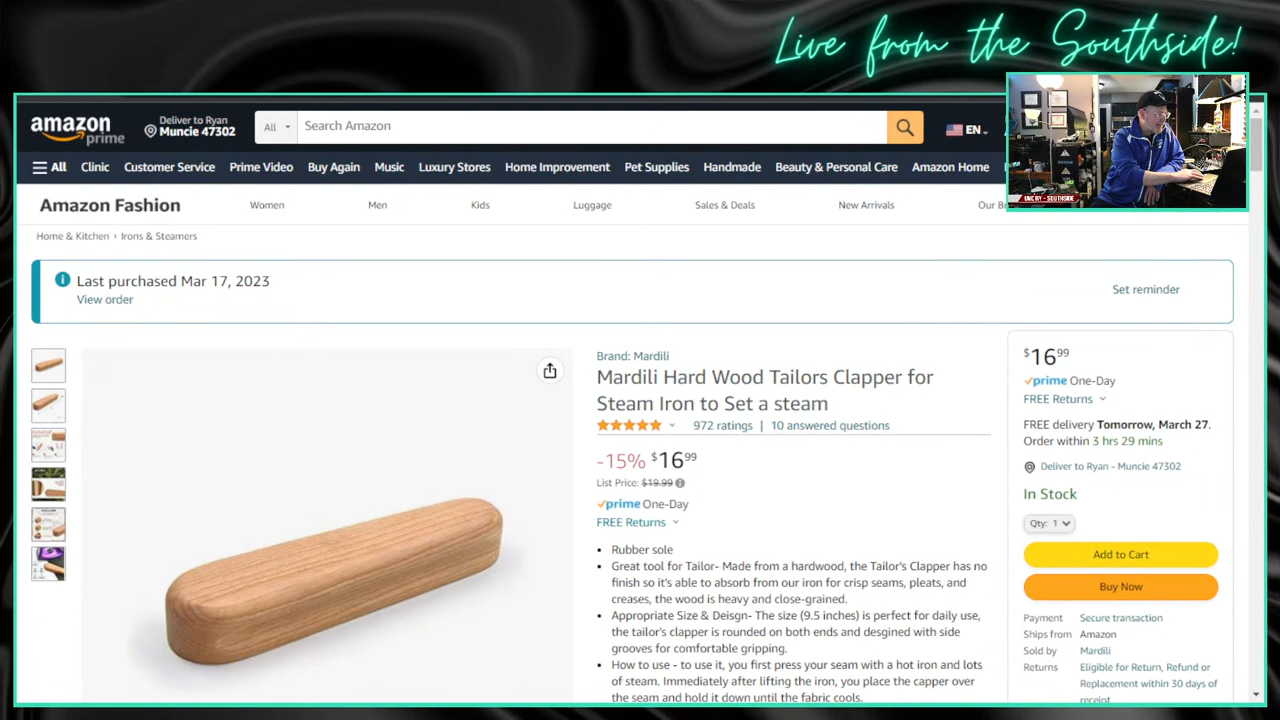 Live from the Southside!
amazon prime
Deliver to Ryan
Muncie 47302
All
Search Amazon
EN
All Clinic Customer Service Prime Video Buy Again Music Luxury Stores Home Improvement Pet Supplies Handmade Beauty & Personal Care Amazon Home
UNC RY - SOUTHSIDE
Amazon Fashion Women Men Kids Luggage Sales & Deals New Arrivals Our B
Home & Kitchen › Irons & Steamers
Last purchased Mar 17, 2023
View order
Set reminder
Brand: Mardili
Mardili Hard Wood Tailors Clapper for
Steam Iron to Set a steam
972 ratings | 10 answered questions
-15% $16 99
List Price: $19.99
prime One-Day
FREE Returns
• Rubber sole
• Great tool for Tailor- Made from a hardwood, the Tailor's Clapper has no
finish so it's able to absorb from our iron for crisp seams, pleats, and
creases, the wood is heavy and close-grained.
• Appropriate Size & Deisgn- The size (9.5 inches) is perfect for daily use,
the tailor's clapper is rounded on both ends and desgined with side
grooves for comfortable gripping.
• How to use - to use it, you first press your seam with a hot iron and lots
of steam. Immediately after lifting the iron, you place the capper over
the seam and hold it down until the fabric cools.
$16 99
prime One-Day
FREE Returns
FREE delivery Tomorrow, March 27.
Order within 3 hrs 29 mins
Deliver to Ryan - Muncie 47302
In Stock
Qty: 1
Add to Cart
Buy Now
Payment Secure transaction
Ships from Amazon
Sold by Mardili
Returns Eligible for Return, Refund or
Replacement within 30 days of
receipt